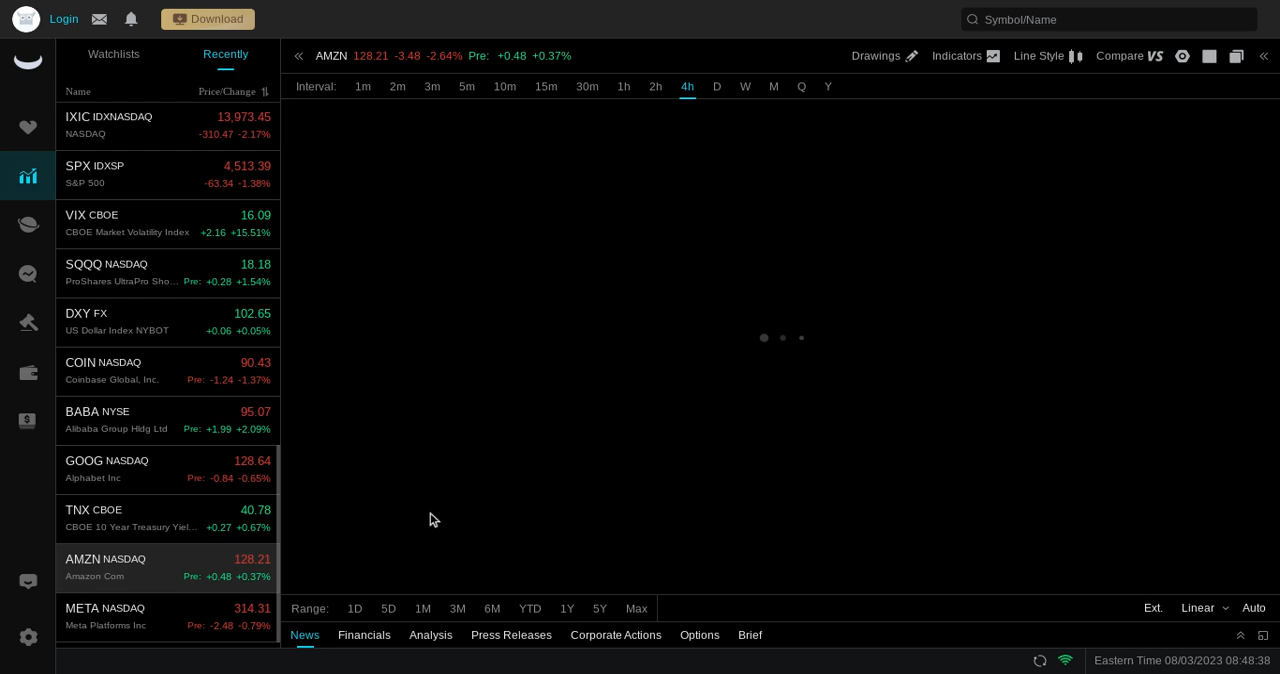 Login
Download
Symbol/Name
Watchlists Recently
AMZN 128.21 -3.48 -2.64% Pre: +0.48 +0.37%
Drawings Indicators Line Style Compare VS
Interval: 1m 2m 3m 5m 10m 15m 30m 1h 2h 4h D W M Q Y
Name Price/Change
IXIC IDXNASDAQ 13,973.45
NASDAQ -310.47 -2.17%
SPX IDXSP 4,513.39
S&P 500 -63.34 -1.38%
VIX CBOE 16.09
CBOE Market Volatility Index +2.16 +15.51%
SQQQ NASDAQ 18.18
ProShares UltraPro Sho... Pre: +0.28 +1.54%
DXY FX 102.65
US Dollar Index NYBOT +0.06 +0.05%
COIN NASDAQ 90.43
Coinbase Global, Inc. Pre: -1.24 -1.37%
BABA NYSE 95.07
Alibaba Group Hldg Ltd Pre: +1.99 +2.09%
GOOG NASDAQ 128.64
Alphabet Inc Pre: -0.84 -0.65%
TNX CBOE 40.78
CBOE 10 Year Treasury Yiel... +0.27 +0.67%
AMZN NASDAQ 128.21
Amazon Com Pre: +0.48 +0.37%
META NASDAQ 314.31
Meta Platforms Inc Pre: -2.48 -0.79%
Range: 1D 5D 1M 3M 6M YTD 1Y 5Y Max
Ext. Linear Auto
News Financials Analysis Press Releases Corporate Actions Options Brief
Eastern Time 08/03/2023 08:48:38